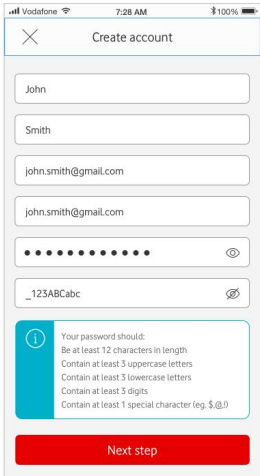 Vodafone 7:28 AM 100%
Create account
John
Smith
john.smith@gmail.com
john.smith@gmail.com
_123ABCabc
Your password should:
Be at least 12 characters in length
Contain at least 3 uppercase letters
Contain at least 3 lowercase letters
Contain at least 3 digits
Contain at least 1 special character (eg. $,@,!)
Next step